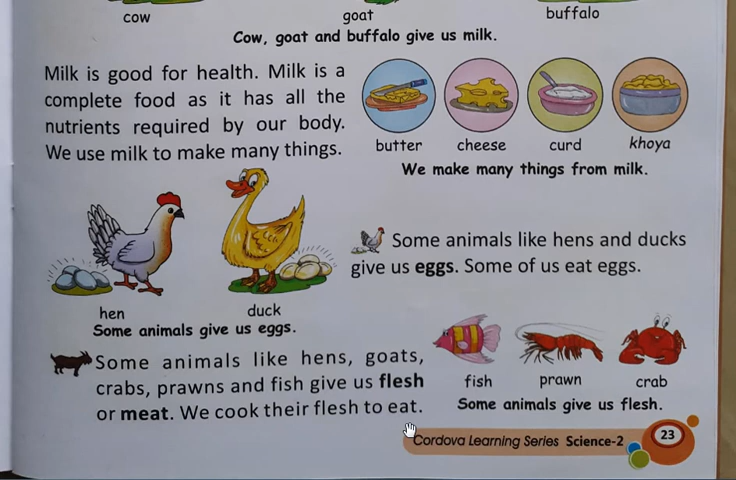 cow goat buffalo
Cow, goat and buffalo give us milk.
Milk is good for health. Milk is a
complete food as it has all the
nutrients required by our body.
We use milk to make many things.
butter cheese curd khoya
We make many things from milk.
hen duck
Some animals give us eggs.
Some animals like hens and ducks
give us eggs. Some of us eat eggs.
Some animals like hens, goats,
crabs, prawns and fish give us flesh
or meat. We cook their flesh to eat.
fish prawn crab
Some animals give us flesh.
Cordova Learning Series Science-2 23